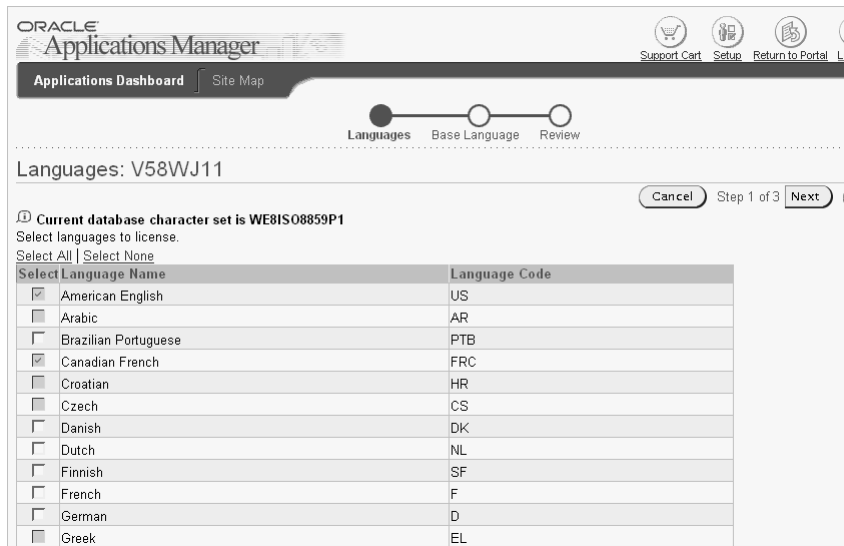 ORACLE
Applications Manager
Support Cart Setup Return to Portal
Applications Dashboard Site Map
Languages Base Language Review
Languages: V58WJ11
Cancel Step 1 of 3 Next
Current database character set is WE8ISO8859P1
Select languages to license.
Select All | Select None
Select Language Name Language Code
American English US
Arabic AR
Brazilian Portuguese PTB
Canadian French FRC
Croatian HR
Czech CS
Danish DK
Dutch NL
Finnish SF
French F
German D
Greek EL